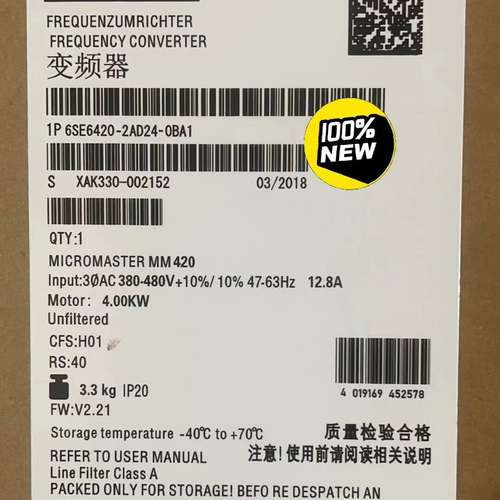 FREQUENZUMRICHTER
FREQUENCY CONVERTER
变频器
1P 6SE6420-2AD24-0BA1
100%
NEW
S XAK330-002152 03/2018
QTY:1
MICROMASTER MM 420
Input:3ØAC 380-480V+10%/ 10% 47-63Hz 12.8A
Motor: 4.00KW
Unfiltered
CFS:H01
RS:40
3.3 kg IP20
4 019169 452578
FW:V2.21
Storage temperature -40℃ to +70℃
质量检验合格
REFER TO USER MANUAL
注意!使用前请阅读相关说明
Line Filter Class A
PACKED ONLY FOR STORAGE! BEFO RE DESPATCH AN